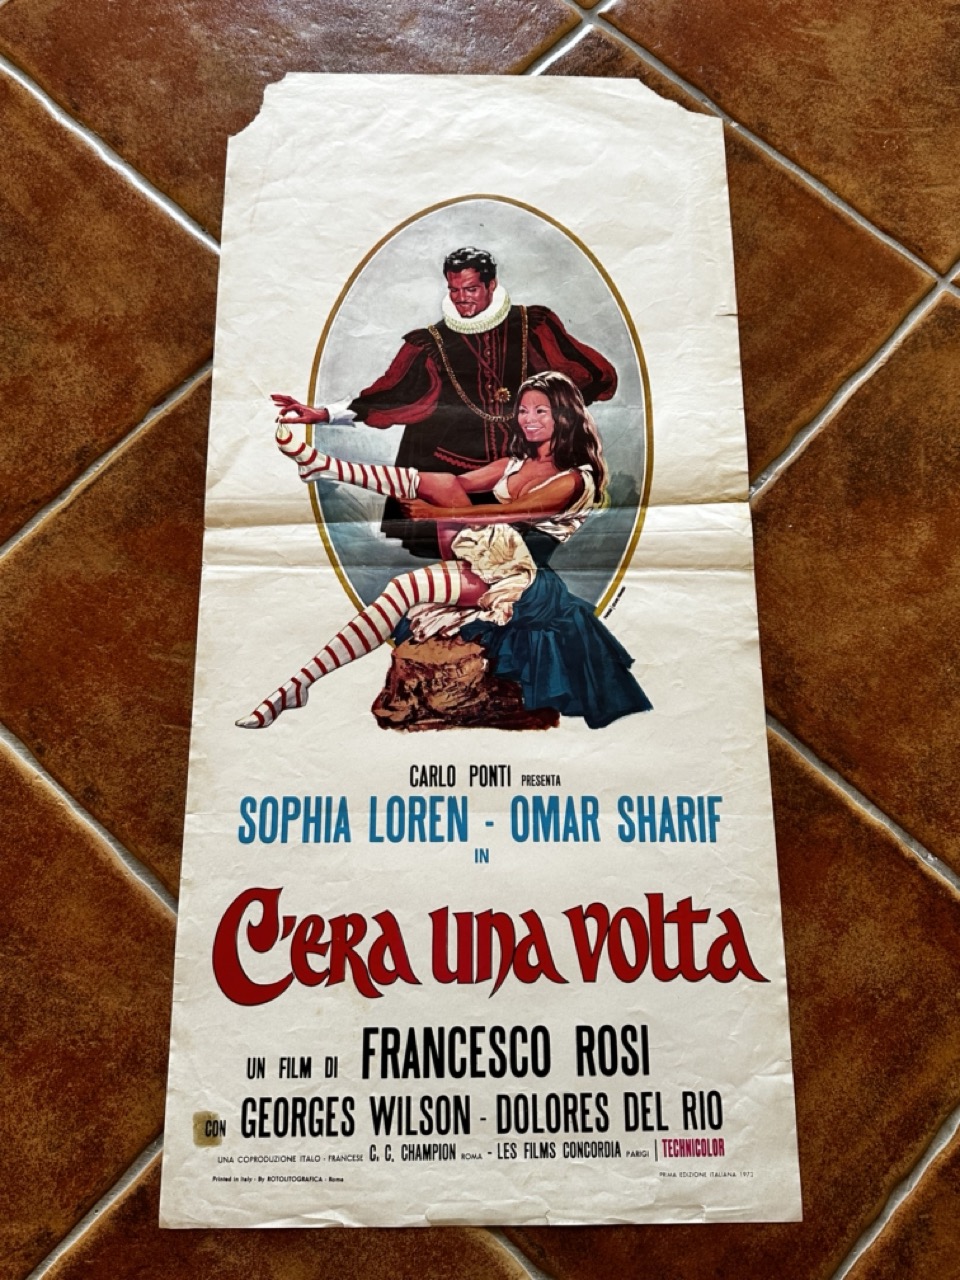 CARLO PONTI PRESENTA
SOPHIA LOREN - OMAR SHARIF
IN
C'ERA UNA VOLTA
UN FILM DI FRANCESCO ROSI
CON GEORGES WILSON - DOLORES DEL RIO
UNA COPRODUZIONE ITALO - FRANCESE C. C. CHAMPION ROMA - LES FILMS CONCORDIA PARIGI | TECHNICOLOR
Printed in Italy - By ROTOLITOGRAFICA - Roma
PRIMA EDIZIONE ITALIANA 1973